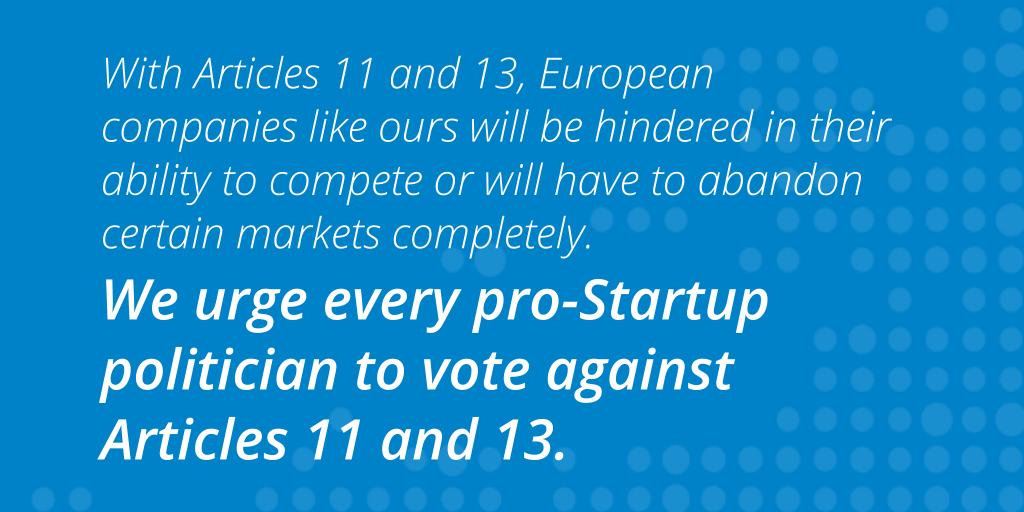 With Articles 11 and 13, European
companies like ours will be hindered in their
ability to compete or will have to abandon
certain markets completely.
We urge every pro-Startup
politician to vote against
Articles 11 and 13.